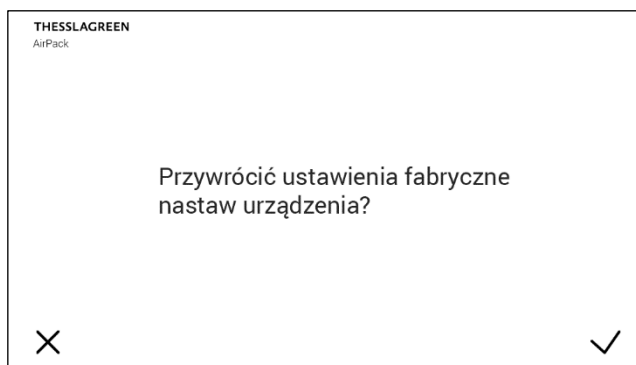 THESSLAGREEN
AirPack
Przywrócić ustawienia fabryczne
nastaw urządzenia?